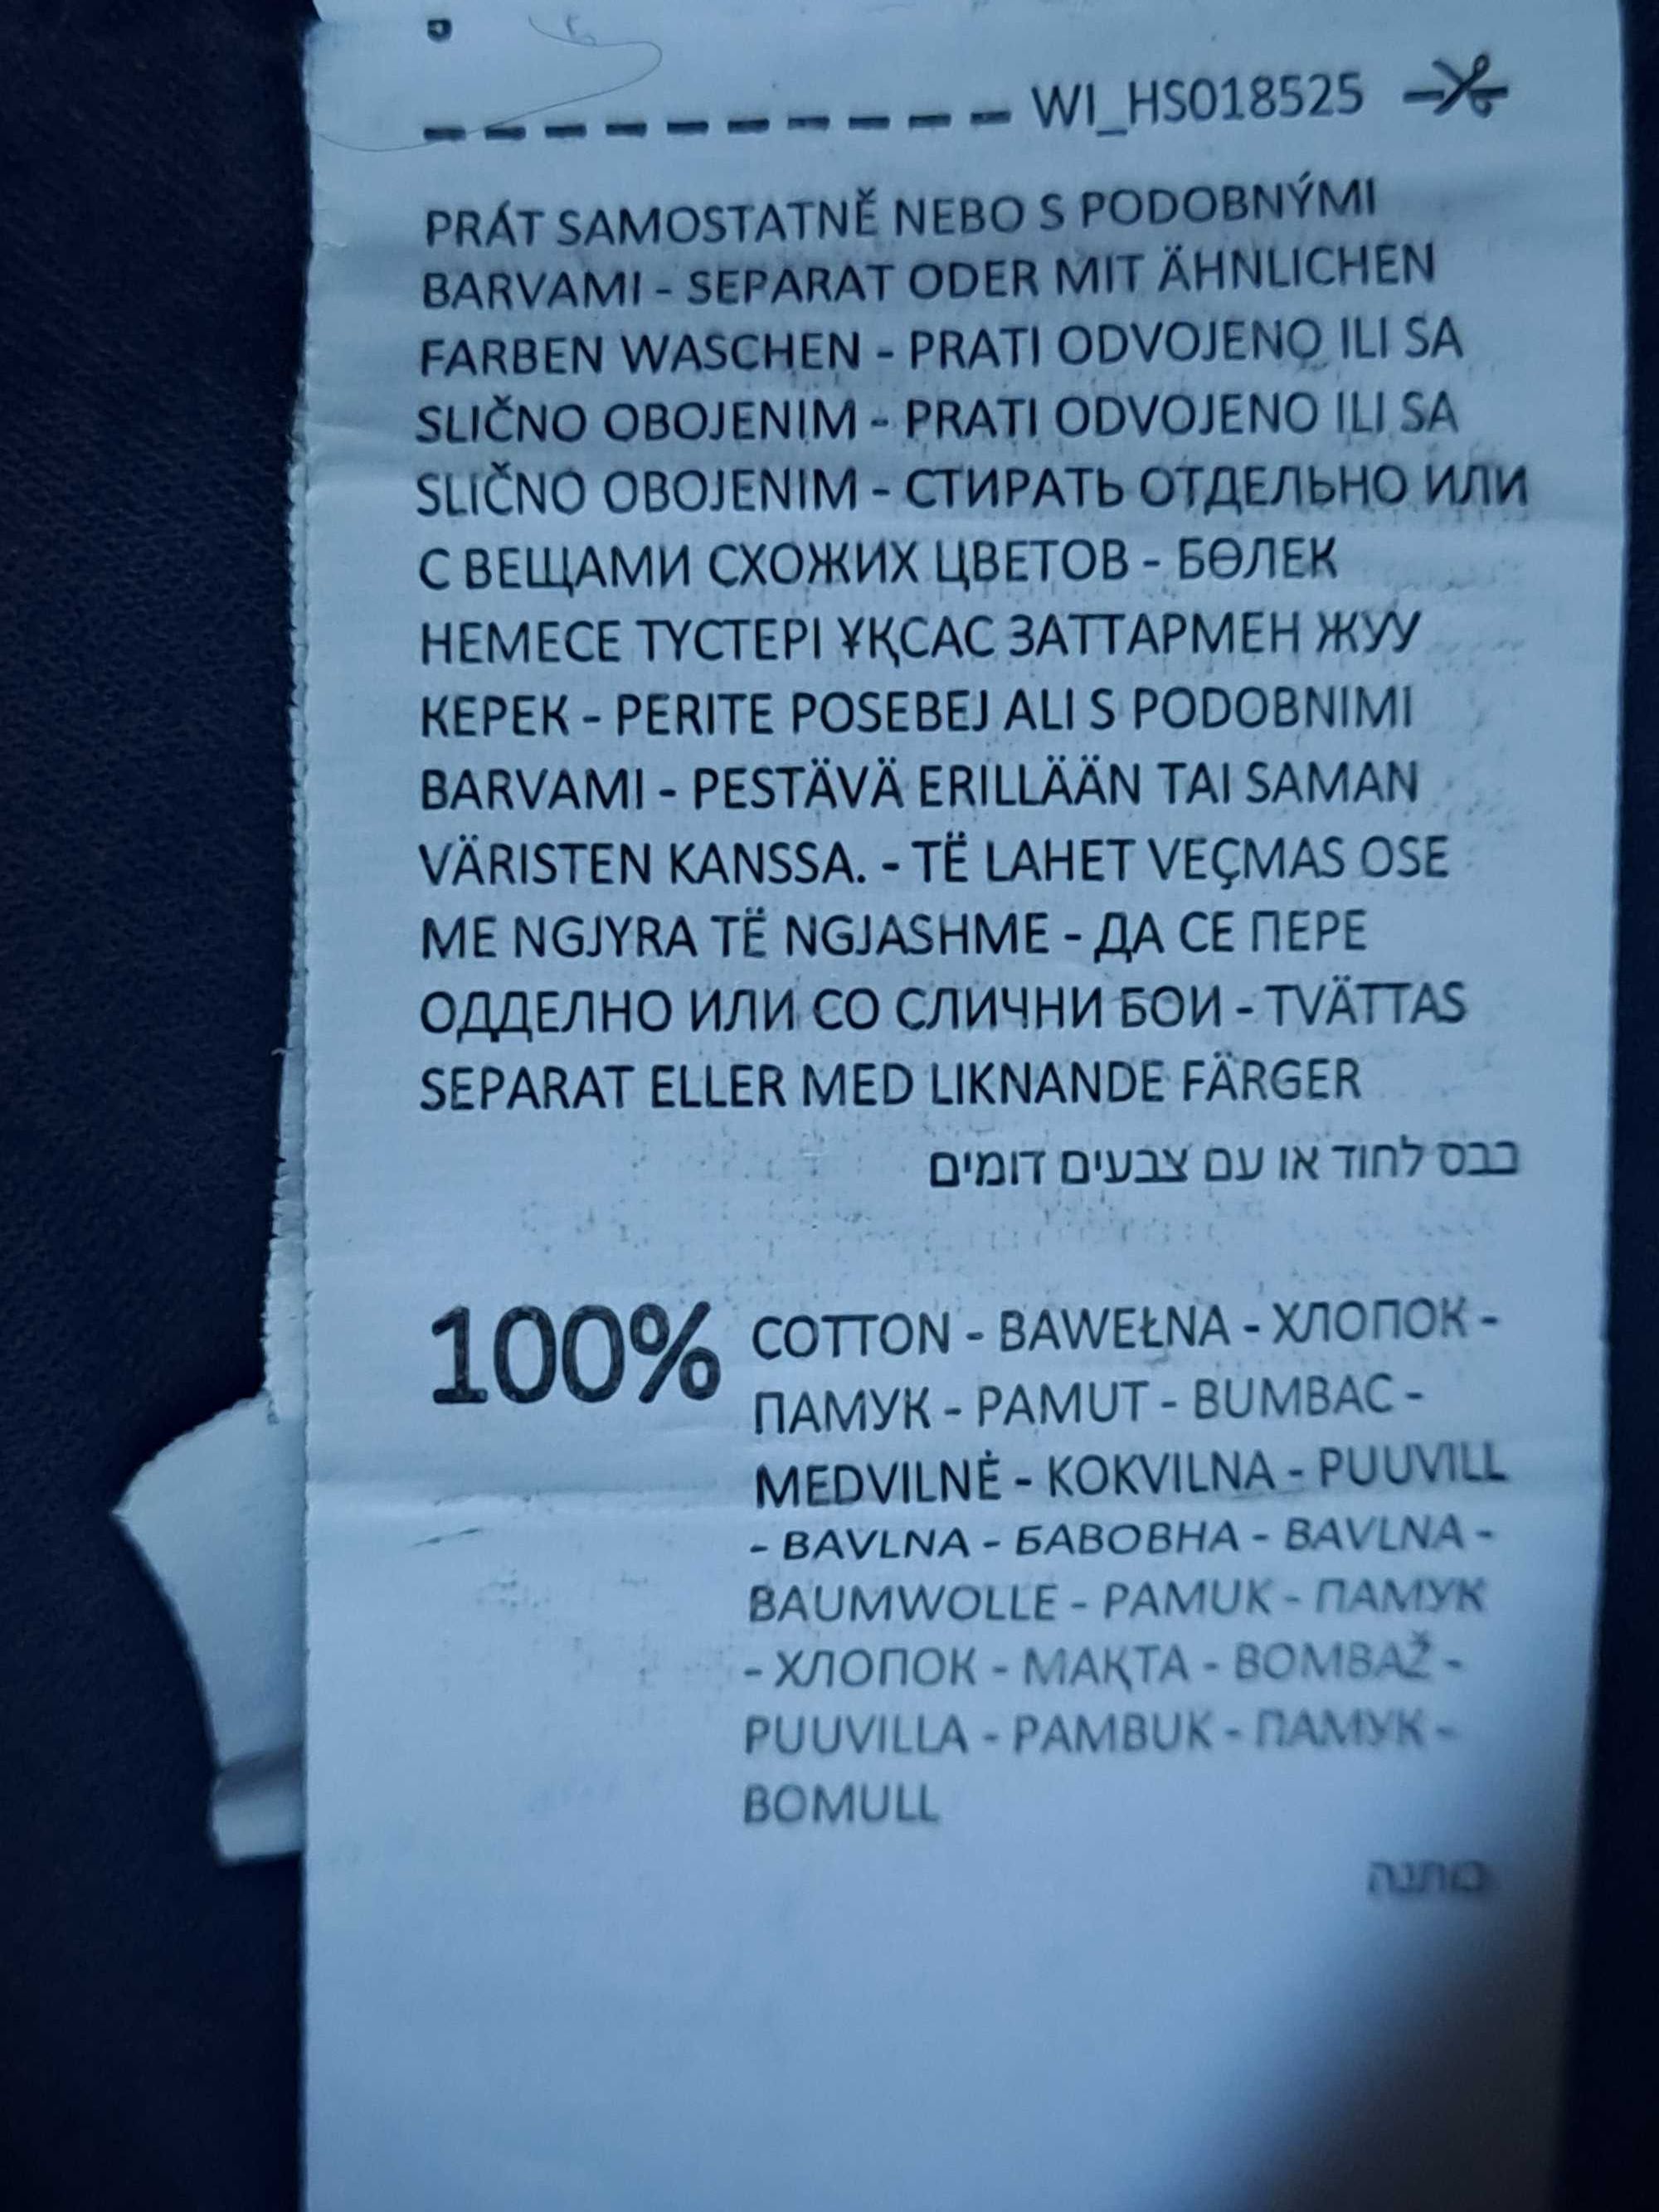 WI_HS018525
PRÁT SAMOSTATNĚ NEBO S PODOBNÝMI
BARVAMI - SEPARAT ODER MIT ÄHNLICHEN
FARBEN WASCHEN - PRATI ODVOJENO ILI SA
SLIČNO OBOJENIM - PRATI ODVOJENO ILI SA
SLIČNO OBOJENIM - СТИРАТЬ ОТДЕЛЬНО ИЛИ
С ВЕЩАМИ СХОЖИХ ЦВЕТОВ - БӨЛЕК
НЕМЕСЕ ТҮСТЕРІ ҰҚСАС ЗАТТАРМЕН ЖУУ
КЕРЕК - PERITE POSEBEJ ALI S PODOBNIMI
BARVAMI - PESTÄVÄ ERILLÄÄN TAI SAMAN
VÄRISTEN KANSSA. - TË LAHET VEÇMAS OSE
ME NGJYRA TË NGJASHME - ДА СЕ ПЕРЕ
ОДДЕЛНО ИЛИ СО СЛИЧНИ БОИ - TVÄTTAS
SEPARAT ELLER MED LIKNANDE FÄRGER
כבס לחוד או עם צבעים דומים
100% COTTON - BAWEŁNA - ХЛОПОК -
ПАМУК - PAMUT - BUMBAC -
MEDVILNĖ - KOKVILNA - PUUVILL
- BAVLNA - БАВОВНА - BAVLNA -
BAUMWOLLE - PAMUK - ПАМУК
- ХЛОПОК - МАҚТА - BOMBAŽ -
PUUVILLA - PAMBUK - ПАМУК -
BOMULL
כותנה